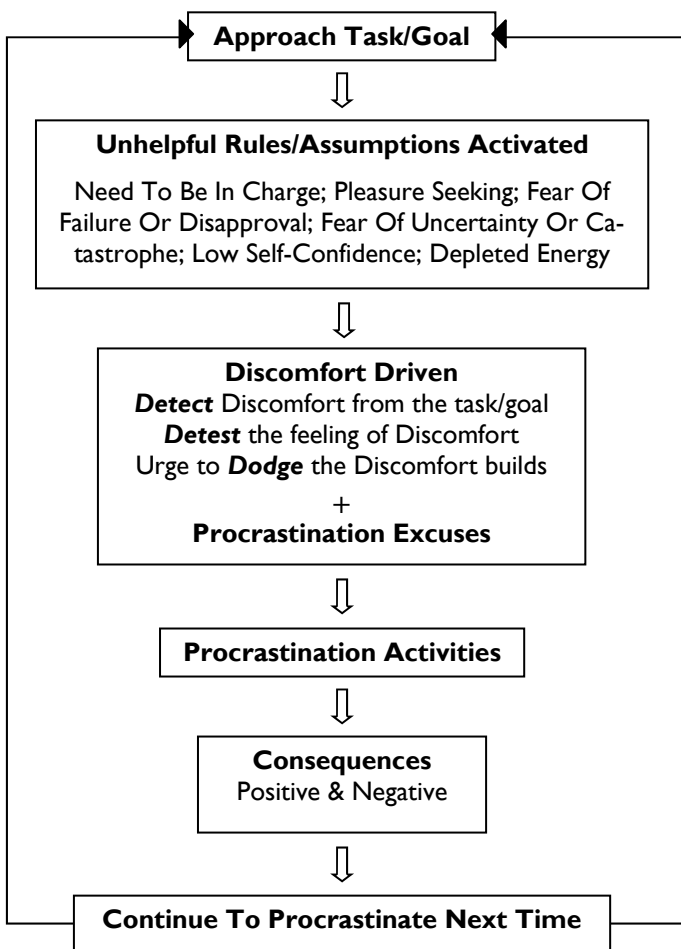 Approach Task/Goal
Unhelpful Rules/Assumptions Activated
Need To Be In Charge; Pleasure Seeking; Fear Of
Failure Or Disapproval; Fear Of Uncertainty Or Ca-
tastrophe; Low Self-Confidence; Depleted Energy
Discomfort Driven
Detect Discomfort from the task/goal
Detest the feeling of Discomfort
Urge to Dodge the Discomfort builds
+
Procrastination Excuses
Procrastination Activities
Consequences
Positive & Negative
Continue To Procrastinate Next Time